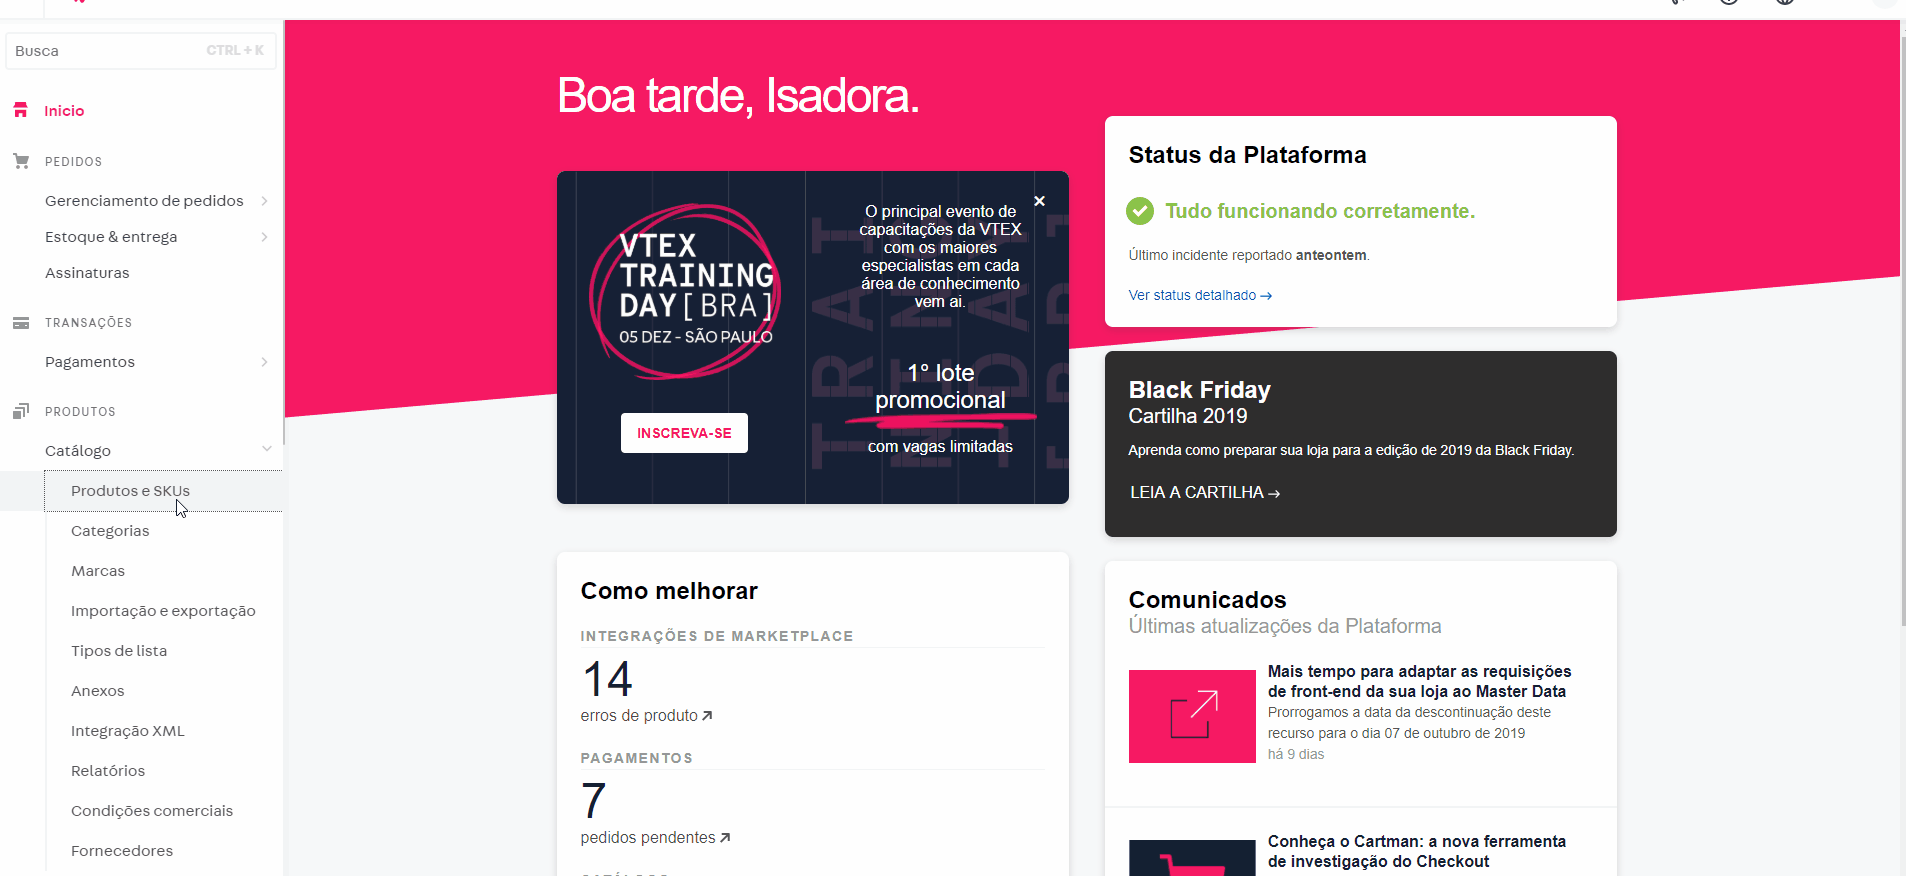 Busca
CTRL + K
Inicio
PEDIDOS
Gerenciamento de pedidos
Estoque & entrega
Assinaturas
TRANSAÇÕES
Pagamentos
PRODUTOS
Catálogo
Produtos e SKUs
Categorias
Marcas
Importação e exportação
Tipos de lista
Anexos
Integração XML
Relatórios
Condições comerciais
Fornecedores
Boa tarde, Isadora.
VTEX
TRAINING
DAY[BRA]
05 DEZ - SÃO PAULO
INSCREVA-SE
O principal evento de
capacitações da VTEX
com os maiores
especialistas em cada
área de conhecimento
vem ai.
1° lote
promocional
com vagas limitadas
Como melhorar
INTEGRAÇÕES DE MARKETPLACE
14
erros de produto
PAGAMENTOS
7
pedidos pendentes
Status da Plataforma
Tudo funcionando corretamente.
Último incidente reportado anteontem.
Ver status detalhado →
Black Friday
Cartilha 2019
Aprenda como preparar sua loja para a edição de 2019 da Black Friday.
LEIA A CARTILHA →
Comunicados
Últimas atualizações da Plataforma
Mais tempo para adaptar as requisições
de front-end da sua loja ao Master Data
Prorrogamos a data da descontinuação deste
recurso para o dia 07 de outubro de 2019
há 9 dias
Conheça o Cartman: a nova ferramenta
de investigação do Checkout